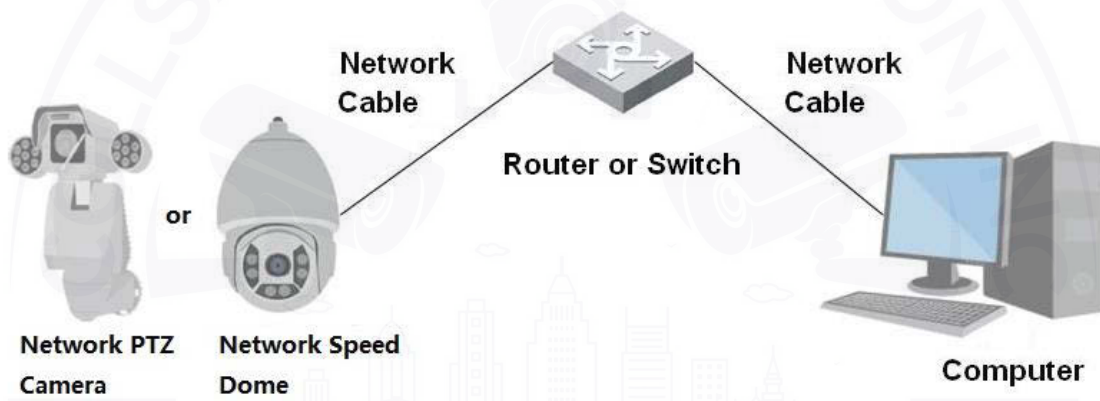 Network
Cable
Network
Cable
Router or Switch
or
Network PTZ
Camera
Network Speed
Dome
Computer